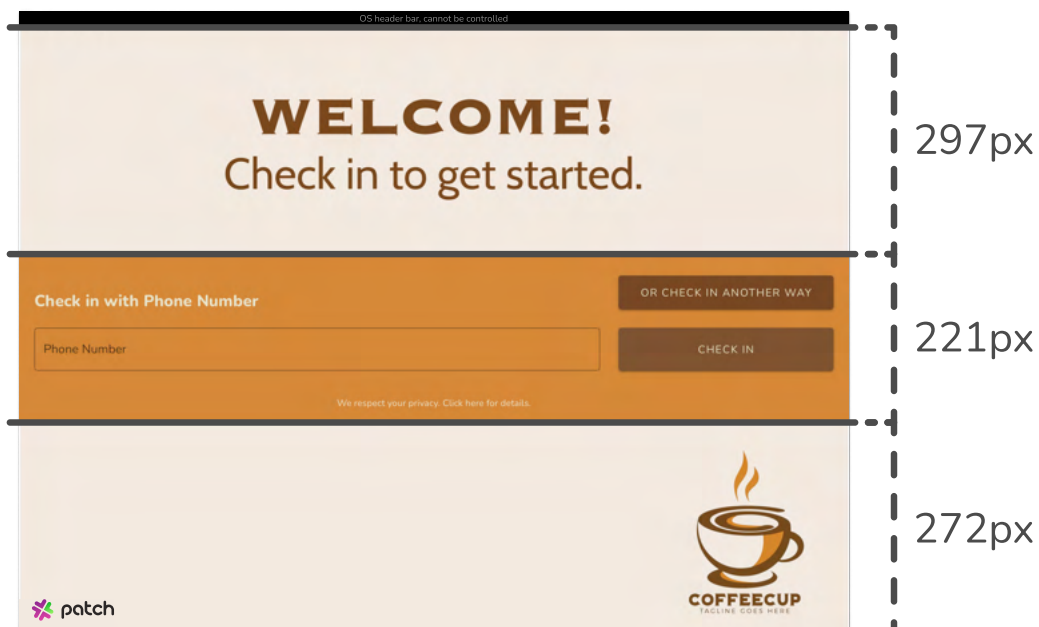 OS header bar, cannot be controlled
WELCOME!
Check in to get started.
297px
Check in with Phone Number
OR CHECK IN ANOTHER WAY
Phone Number
CHECK IN
221px
We respect your privacy. Click here for details.
272px
COFFEECUP
TACLINE GOES HERE
patch